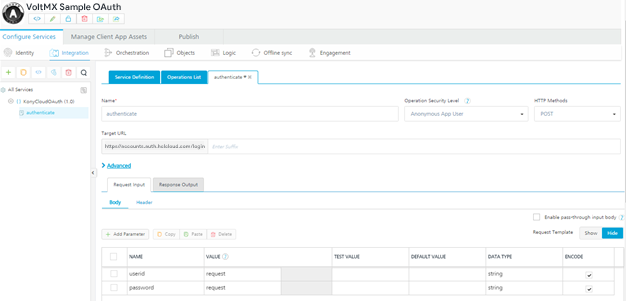 VoltMX Sample OAuth
Configure Services Manage Client App Assets Publish
Identity Integration Orchestration Objects Logic Offline sync Engagement
Service Definition Operations List authenticate
All Services
KonyCloudOAuth (1.0)
authenticate
Name* Operation Security Level HTTP Methods
authenticate Anonymous App User POST
Target URL
https://accounts.auth.hclcloud.com/login Enter Suffix
Advanced
Request Input Response Output
Body Header
Enable pass-through input body
Add Parameter Copy Paste Delete Request Template Show Hide
NAME VALUE TEST VALUE DEFAULT VALUE DATA TYPE ENCODE
userid request string
password request string